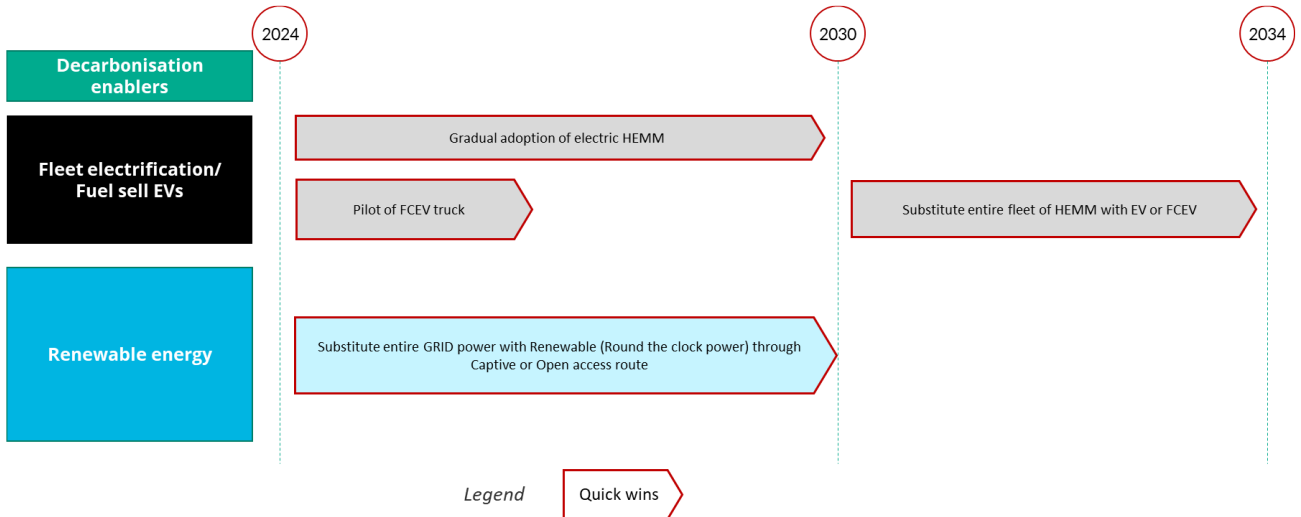 2024
2030
2034
Decarbonisation
enablers
Fleet electrification/
Fuel sell EVs
Gradual adoption of electric HEMM
Pilot of FCEV truck
Substitute entire fleet of HEMM with EV or FCEV
Renewable energy
Substitute entire GRID power with Renewable (Round the clock power) through
Captive or Open access route
Legend
Quick wins